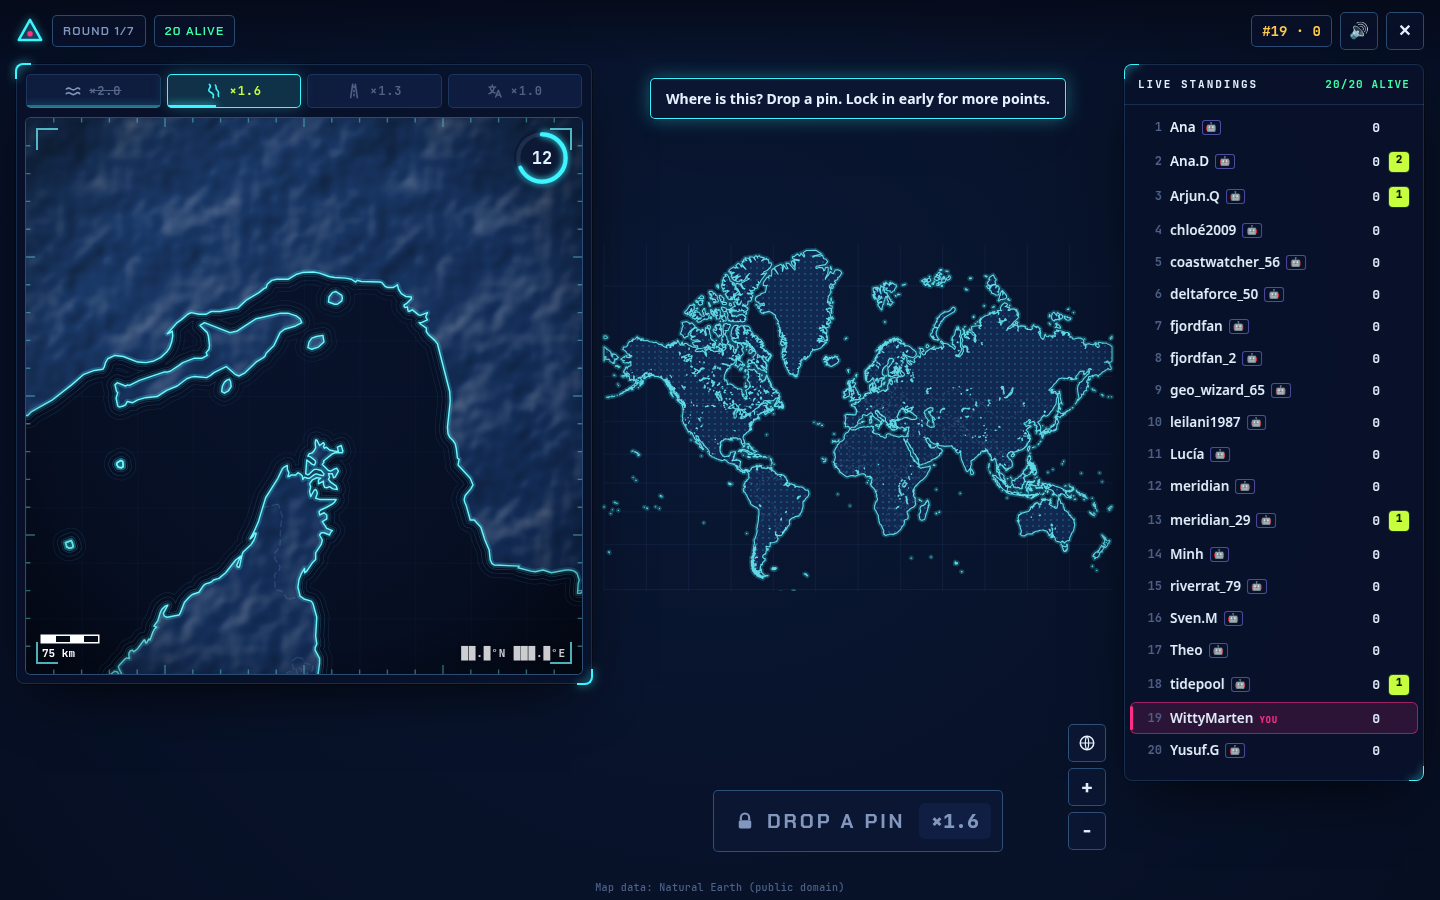 ROUND 1/7
20 ALIVE
#19 · 0
×2.0
×1.6
×1.3
×1.0
12
75 km
██.█°N ███.█°E
Where is this? Drop a pin. Lock in early for more points.
DROP A PIN ×1.6
+
-
LIVE STANDINGS 20/20 ALIVE
1 Ana 0
2 Ana.D 0 2
3 Arjun.Q 0 1
4 chloé2009 0
5 coastwatcher_56 0
6 deltaforce_50 0
7 fjordfan 0
8 fjordfan_2 0
9 geo_wizard_65 0
10 leilani1987 0
11 Lucía 0
12 meridian 0
13 meridian_29 0 1
14 Minh 0
15 riverrat_79 0
16 Sven.M 0
17 Theo 0
18 tidepool 0 1
19 WittyMarten YOU 0
20 Yusuf.G 0
Map data: Natural Earth (public domain)